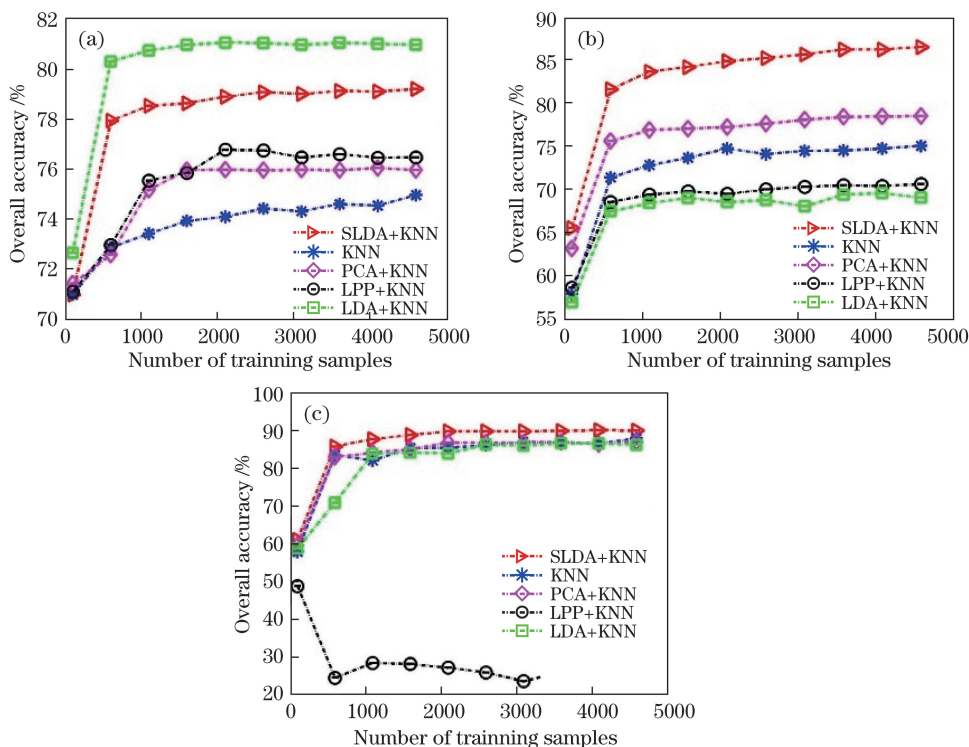 (a)
Overall accuracy /%
82
80
78
76
74
72
70
0
1000
2000
3000
4000
5000
SLDA+KNN
KNN
PCA+KNN
LPP+KNN
LDA+KNN
Number of trainning samples
(b)
Overall accuracy /%
90
85
80
75
70
65
60
55
0
1000
2000
3000
4000
5000
SLDA+KNN
KNN
PCA+KNN
LPP+KNN
LDA+KNN
Number of trainning samples
(c)
Overall accuracy /%
100
90
80
70
60
50
40
30
20
0
1000
2000
3000
4000
5000
SLDA+KNN
KNN
PCA+KNN
LPP+KNN
LDA+KNN
Number of trainning samples